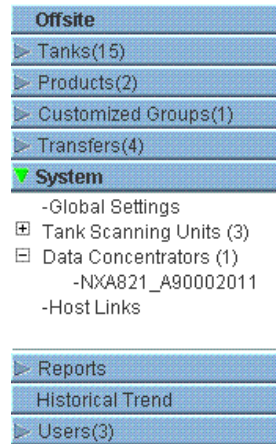 Offsite
Tanks(15)
Products(2)
Customized Groups(1)
Transfers(4)
System
-Global Settings
Tank Scanning Units (3)
Data Concentrators (1)
-NXA821_A90002011
-Host Links
Reports
Historical Trend
Users(3)